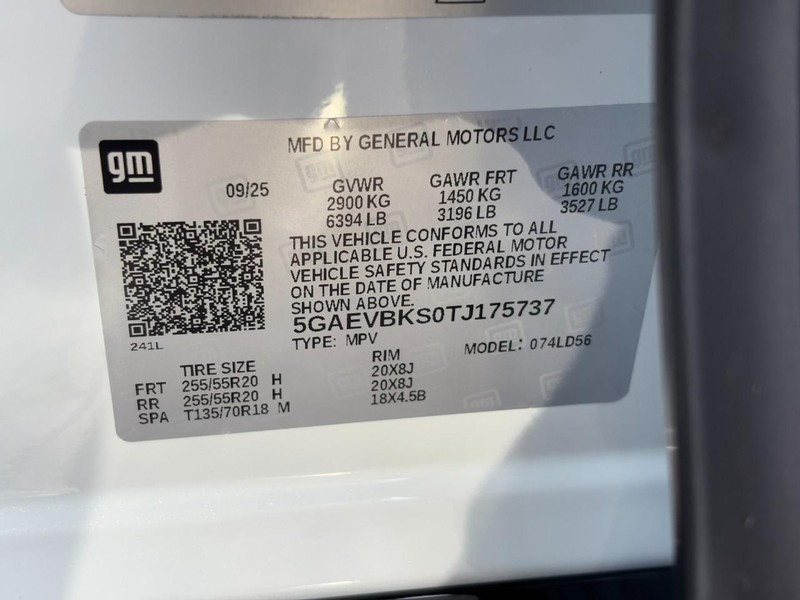 gm
MFD BY GENERAL MOTORS LLC
09/25
GVWR GAWR FRT GAWR RR
2900 KG 1450 KG 1600 KG
6394 LB 3196 LB 3527 LB
THIS VEHICLE CONFORMS TO ALL
APPLICABLE U.S. FEDERAL MOTOR
VEHICLE SAFETY STANDARDS IN EFFECT
ON THE DATE OF MANUFACTURE
SHOWN ABOVE.
5GAEVBKS0TJ175737
241L
TYPE: MPV MODEL: 074LD56
TIRE SIZE RIM
FRT 255/55R20 H 20X8J
RR 255/55R20 H 20X8J
SPA T135/70R18 M 18X4.5B